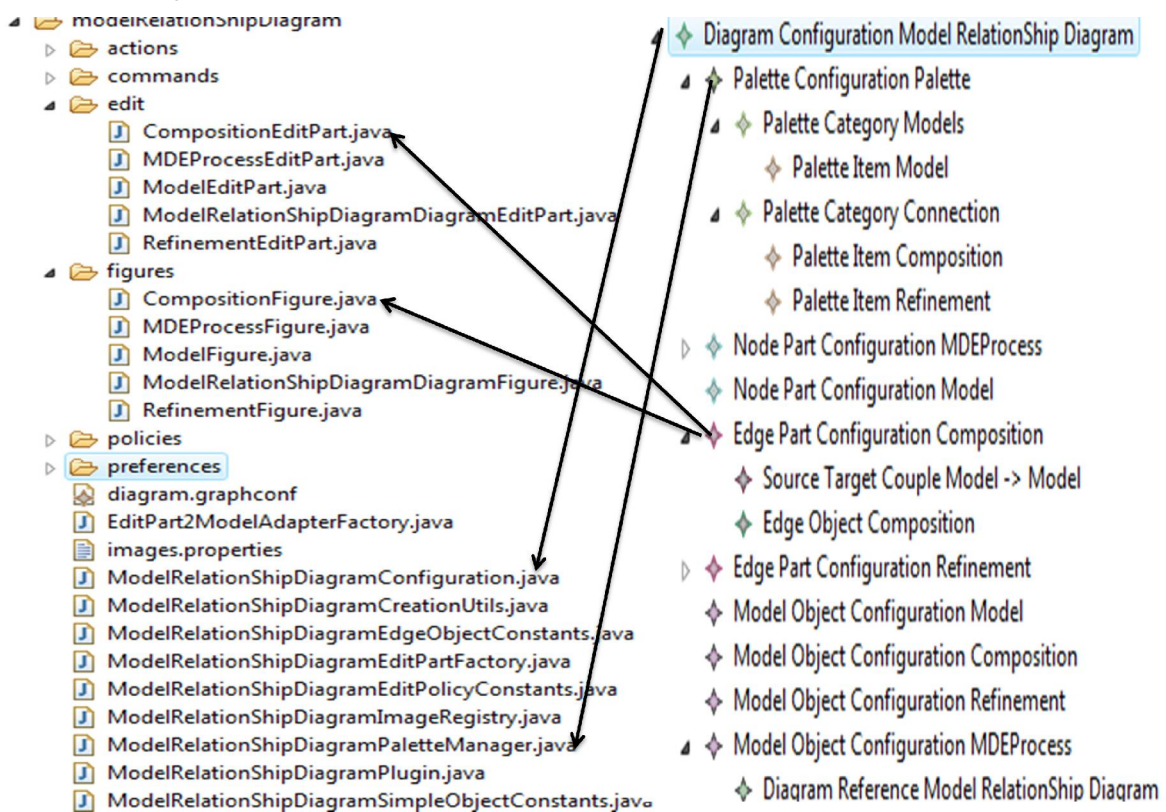 modelRelationShipDiagram
actions
commands
edit
CompositionEditPart.java
MDEProcessEditPart.java
ModelEditPart.java
ModelRelationShipDiagramDiagramEditPart.java
RefinementEditPart.java
figures
CompositionFigure.java
MDEProcessFigure.java
ModelFigure.java
ModelRelationShipDiagramDiagramFigure.java
RefinementFigure.java
policies
preferences
diagram.graphconf
EditPart2ModelAdapterFactory.java
images.properties
ModelRelationShipDiagramConfiguration.java
ModelRelationShipDiagramCreationUtils.java
ModelRelationShipDiagramEdgeObjectConstants.java
ModelRelationShipDiagramEditPartFactory.java
ModelRelationShipDiagramEditPolicyConstants.java
ModelRelationShipDiagramImageRegistry.java
ModelRelationShipDiagramPaletteManager.java
ModelRelationShipDiagramPlugin.java
ModelRelationShipDiagramSimpleObjectConstants.java
Diagram Configuration Model RelationShip Diagram
Palette Configuration Palette
Palette Category Models
Palette Item Model
Palette Category Connection
Palette Item Composition
Palette Item Refinement
Node Part Configuration MDEProcess
Node Part Configuration Model
Edge Part Configuration Composition
Source Target Couple Model -> Model
Edge Object Composition
Edge Part Configuration Refinement
Model Object Configuration Model
Model Object Configuration Composition
Model Object Configuration Refinement
Model Object Configuration MDEProcess
Diagram Reference Model RelationShip Diagram